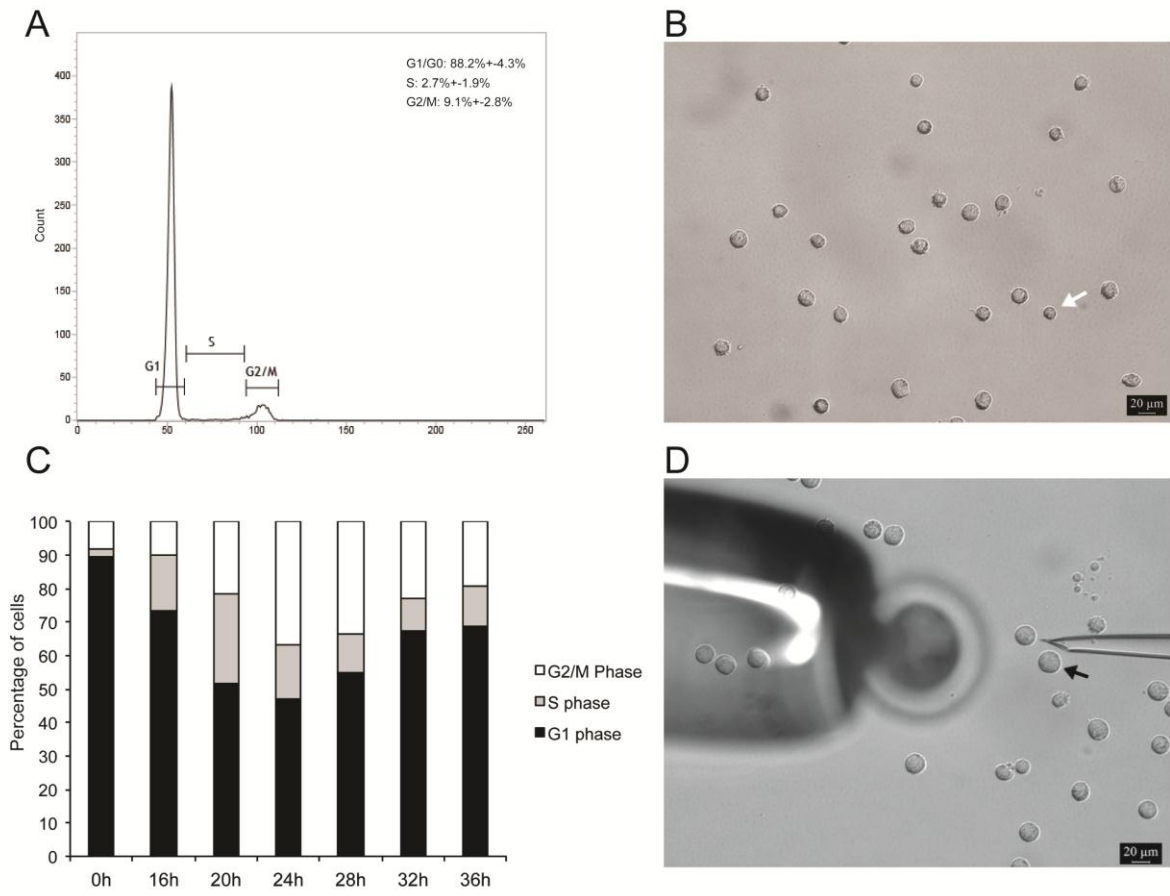 A
G1/G0: 88.2%+-4.3%
S: 2.7%+-1.9%
G2/M: 9.1%+-2.8%
400
350
300
250
200
150
100
50
0
Count
G1
S
G2/M
0 50 100 150 200 250
B
20 µm
C
100
90
80
70
60
50
40
30
20
10
0
Percentage of cells
0h 16h 20h 24h 28h 32h 36h
G2/M Phase
S phase
G1 phase
D
20 µm